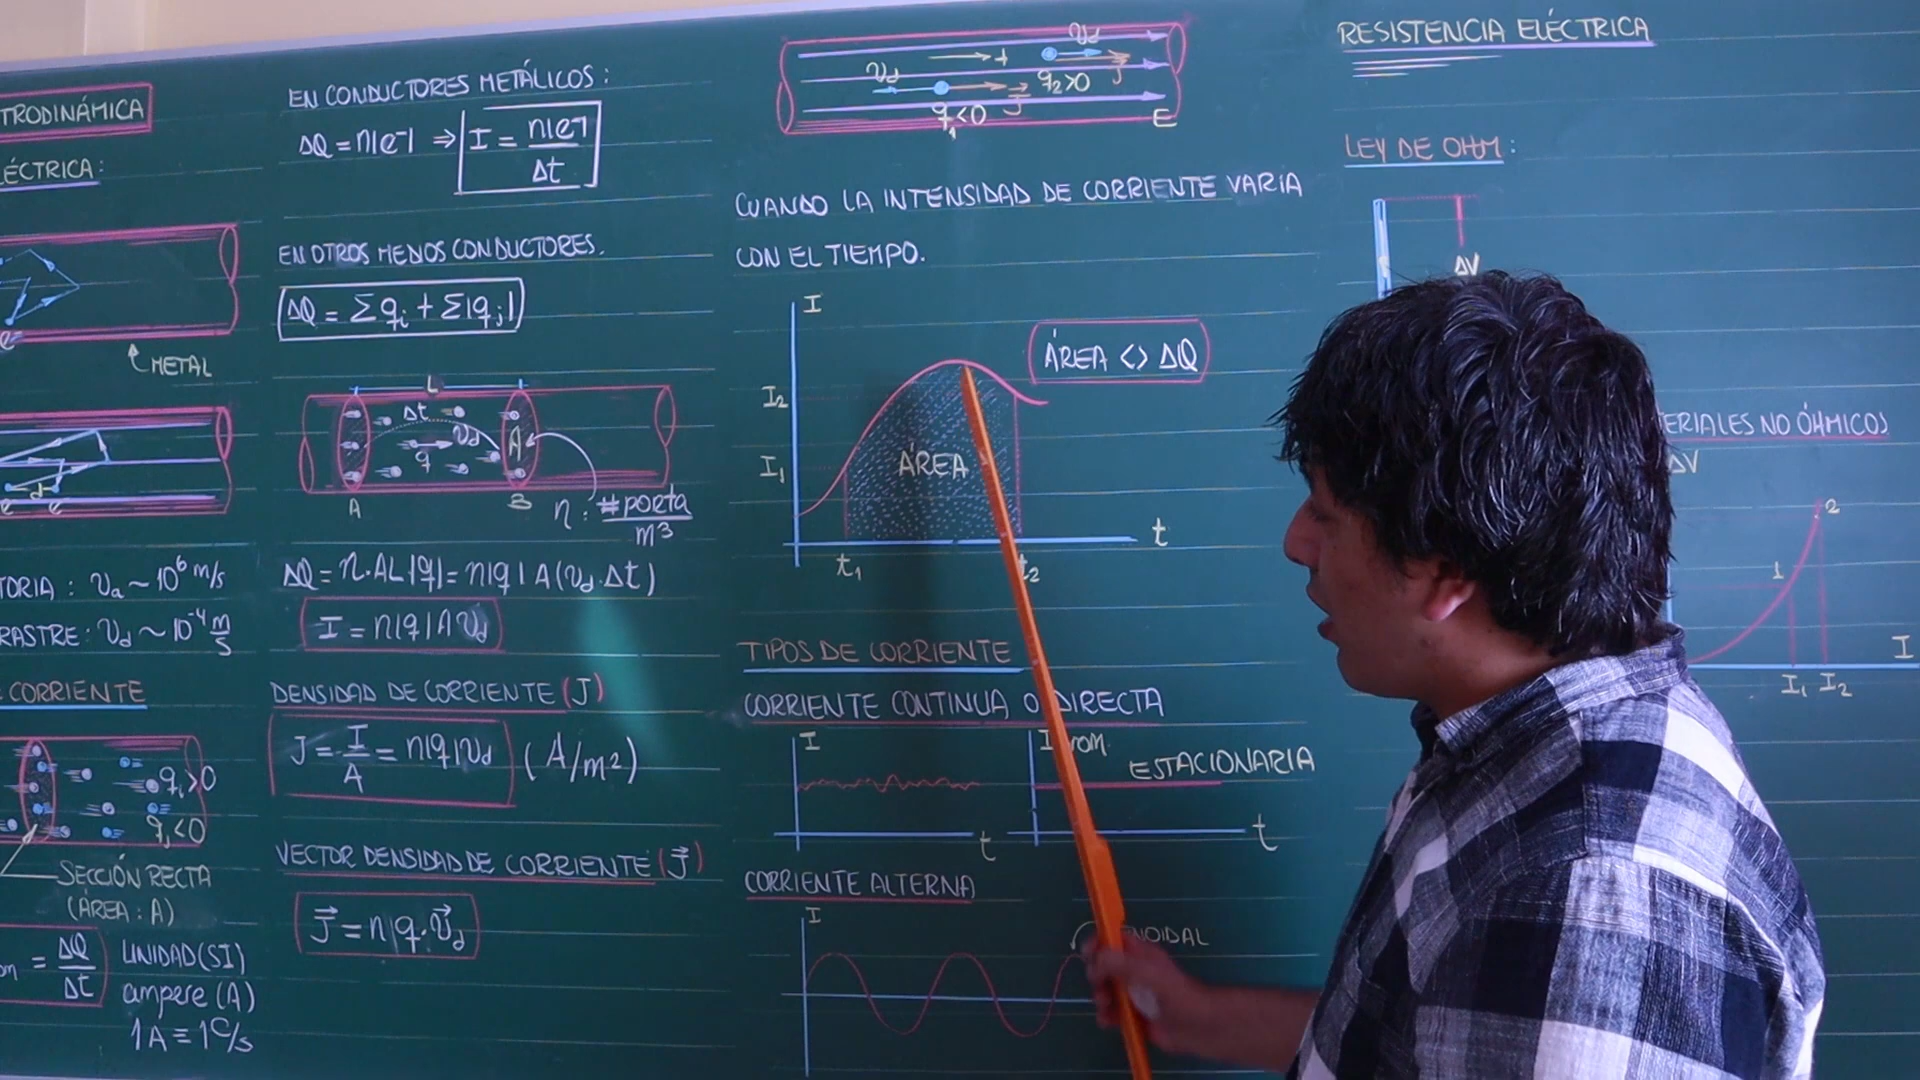 TRODINÁMICA
ÉCTRICA:
METAL
TORIA : va ~ 10⁶ m/s
RASTRE : vd ~ 10⁻⁴ m/s
CORRIENTE
qi>0
qj<0
SECCIÓN RECTA
(ÁREA : A)
= ΔQ/Δt
UNIDAD (SI)
ampere (A)
1A ≡ 1C/s
EN CONDUCTORES METÁLICOS :
ΔQ = n|e⁻| ⇒ I = n|e⁻|/Δt
EN OTROS MEDIOS CONDUCTORES.
ΔQ = Σqi + Σ|qj|
L
Δt
vd
q
A
A
B
n : #porta/m³
ΔQ = n·AL|q| = n|q|A(vd·Δt)
I = n|q|A vd
DENSIDAD DE CORRIENTE (J)
J = I/A = n|q|vd (A/m²)
VECTOR DENSIDAD DE CORRIENTE (J⃗)
J⃗ = n|q·v⃗d
vd
vd
q2>0
J⃗
q1<0
E
CUANDO LA INTENSIDAD DE CORRIENTE VARÍA
CON EL TIEMPO.
I
ÁREA <> ΔQ
I2
I1
ÁREA
t
t1
t2
TIPOS DE CORRIENTE
CORRIENTE CONTINUA O DIRECTA
I
ESTACIONARIA
t
t
CORRIENTE ALTERNA
I
NOIDAL
RESISTENCIA ELÉCTRICA
LEY DE OHM :
ΔV
ERIALES NO ÓHMICOS
ΔV
2
1
I
I1 I2